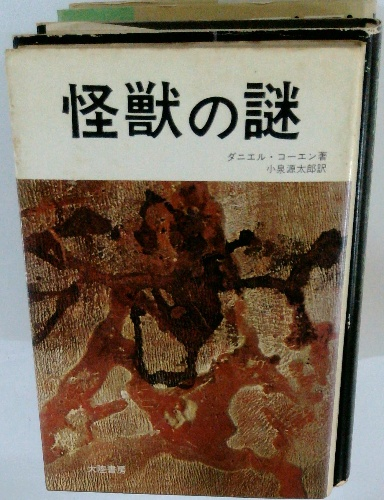 怪獣の謎
ダニエル・コーエン著
小泉源太郎訳
大陸書房